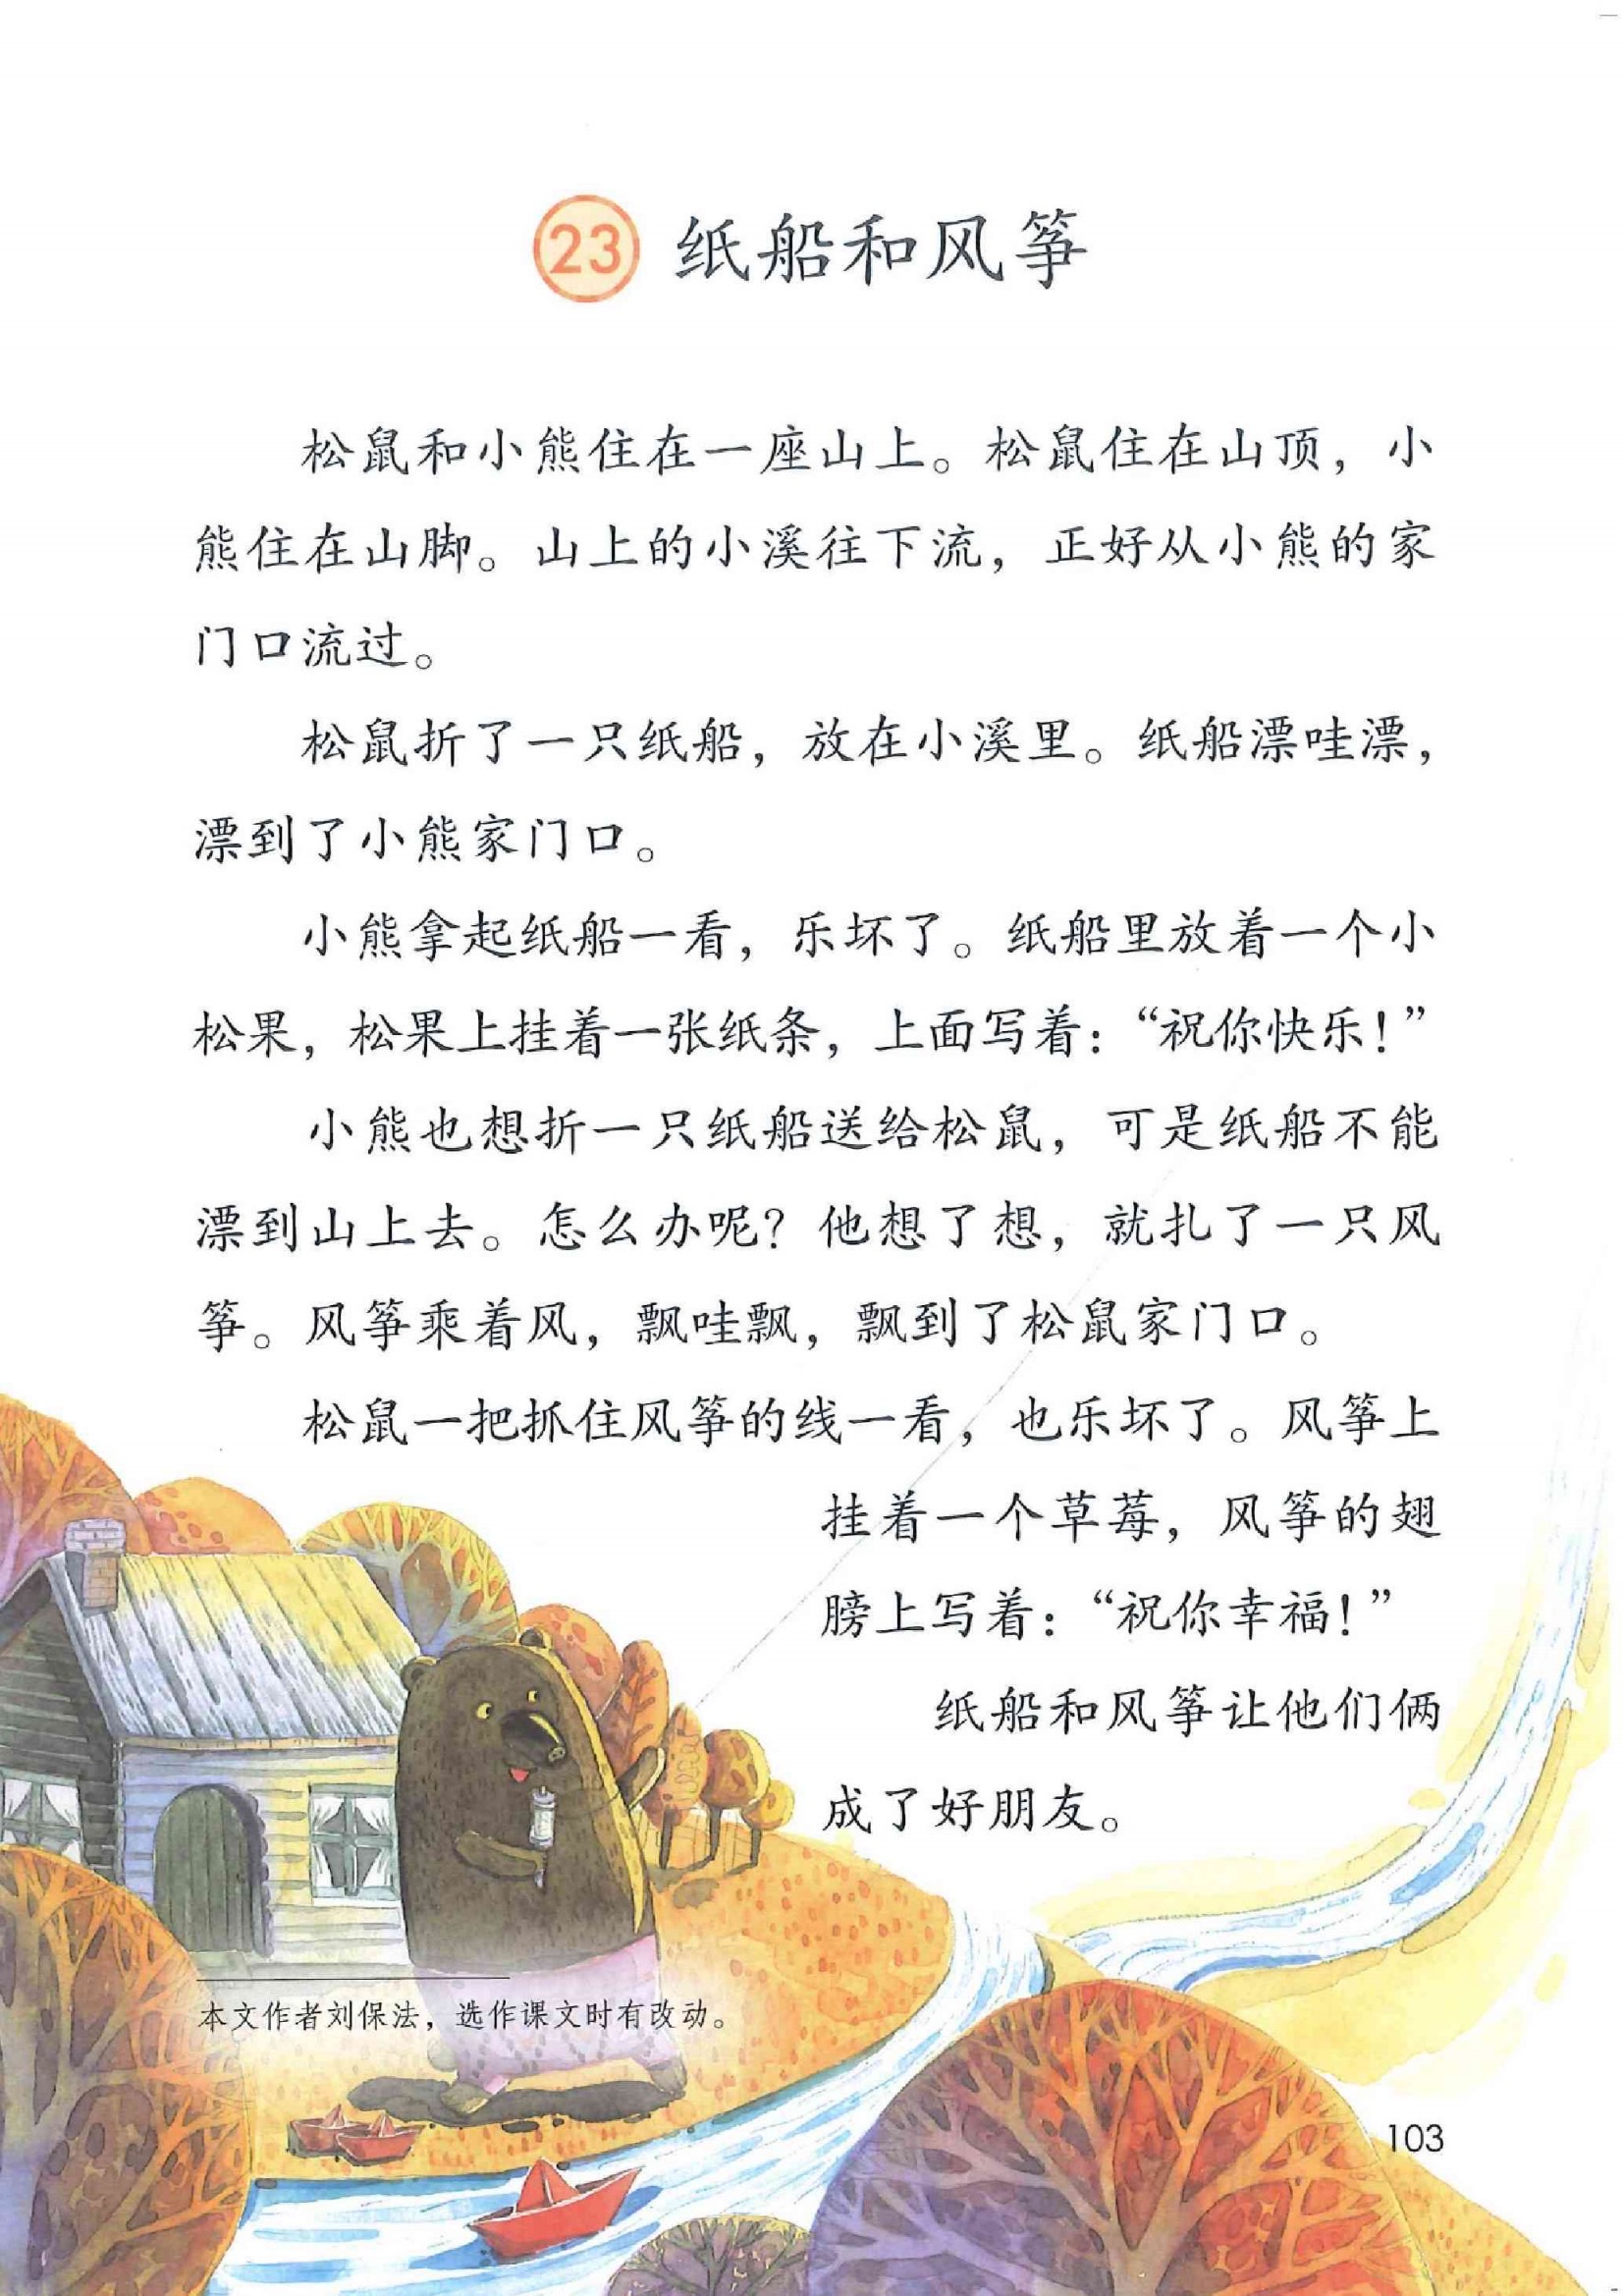 23 纸船和风筝
松鼠和小熊住在一座山上。松鼠住在山顶，小
熊住在山脚。山上的小溪往下流，正好从小熊的家
门口流过。
松鼠折了一只纸船，放在小溪里。纸船漂哇漂，
漂到了小熊家门口。
小熊拿起纸船一看，乐坏了。纸船里放着一个小
松果，松果上挂着一张纸条，上面写着：“祝你快乐！”
小熊也想折一只纸船送给松鼠，可是纸船不能
漂到山上去。怎么办呢？他想了想，就扎了一只风
筝。风筝乘着风，飘哇飘，飘到了松鼠家门口。
松鼠一把抓住风筝的线一看，也乐坏了。风筝上
挂着一个草莓，风筝的翅
膀上写着：“祝你幸福！”
纸船和风筝让他们俩
成了好朋友。
本文作者刘保法，选作课文时有改动。
103